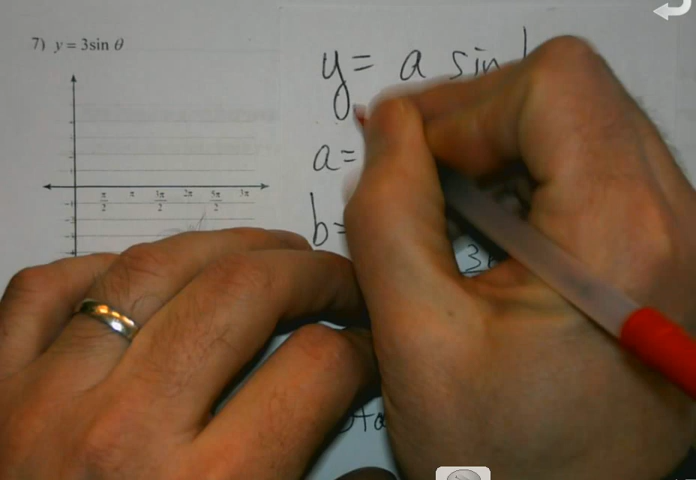 7) y = 3sin θ
y = a sin
a =
π/2 π 3π/2 2π 5π/2 3π
b =